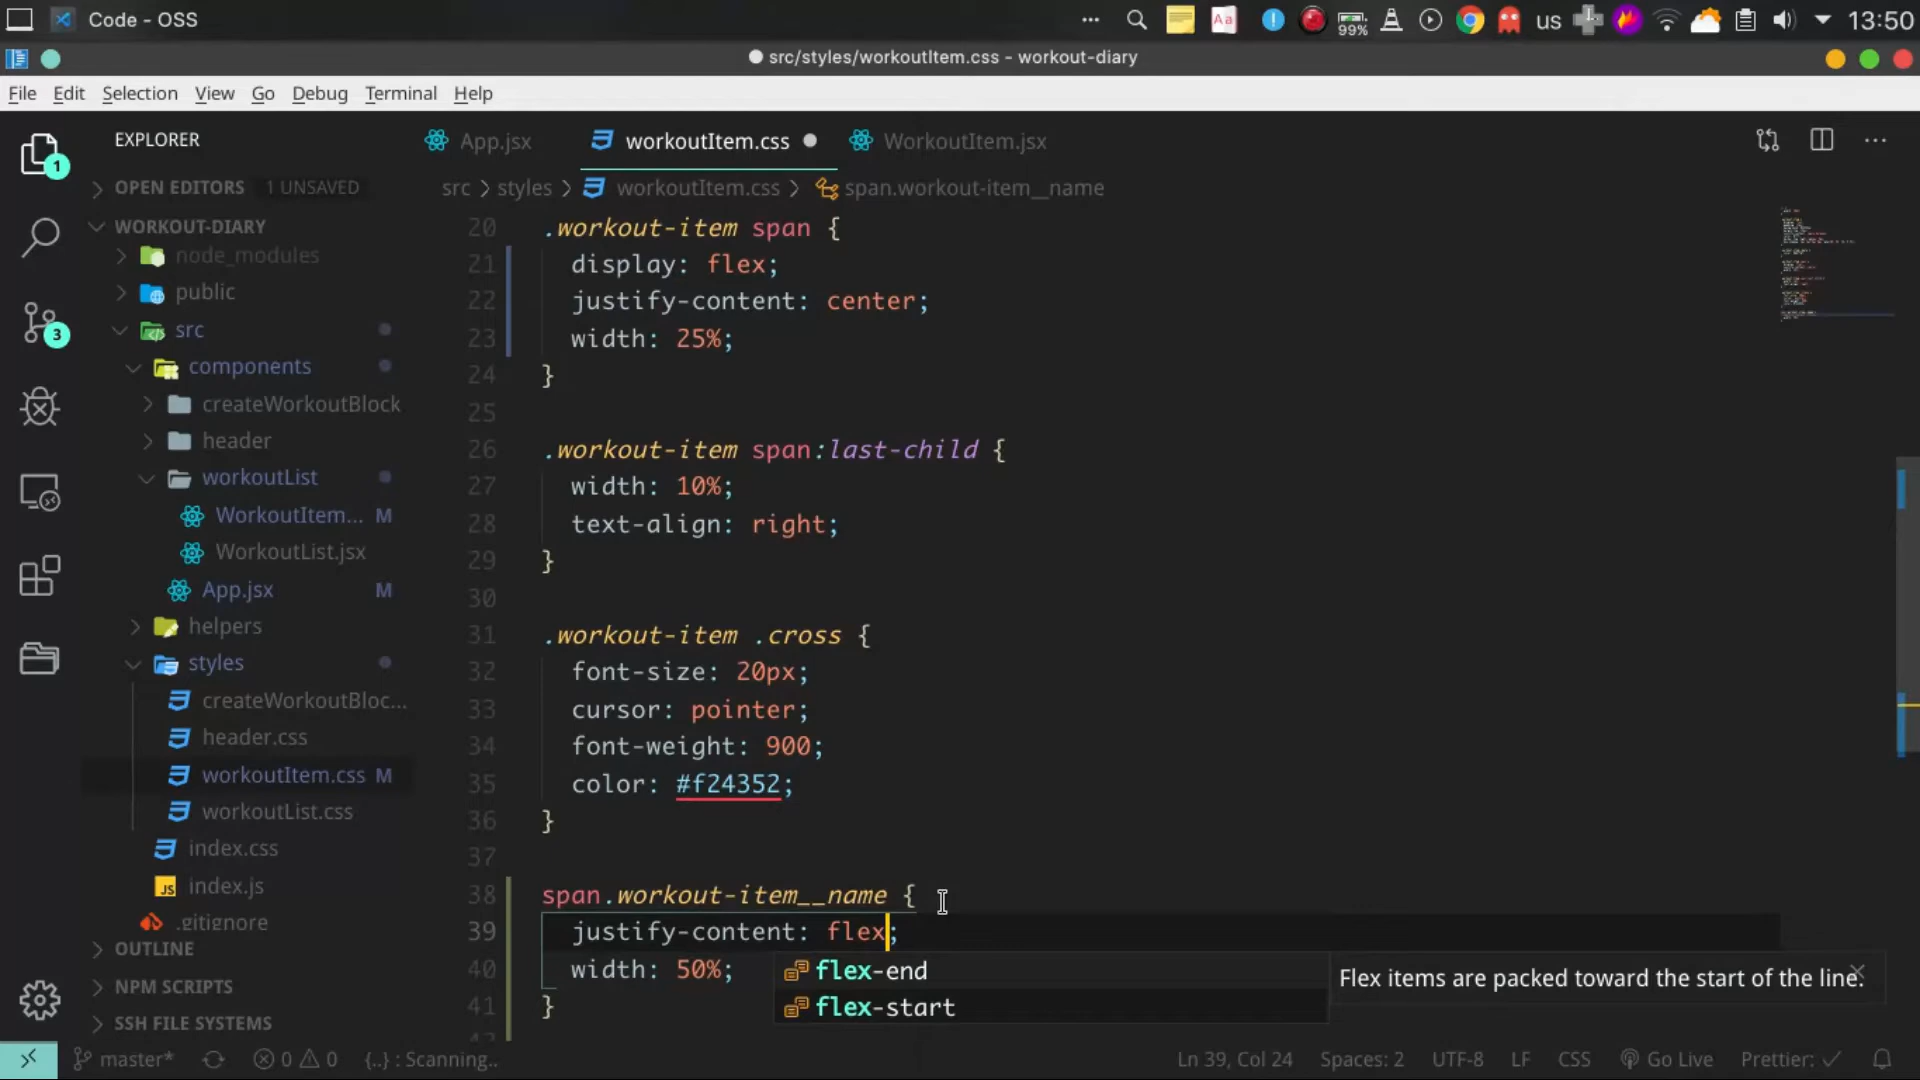 Code - OSS
Aa
99%
us
13:50
src/styles/workoutItem.css - workout-diary
File Edit Selection View Go Debug Terminal Help
EXPLORER
App.jsx
workoutItem.css
WorkoutItem.jsx
1
OPEN EDITORS 1 UNSAVED
src > styles > workoutItem.css > span.workout-item__name
WORKOUT-DIARY
node_modules
public
src
components
createWorkoutBlock
header
workoutList
WorkoutItem... M
WorkoutList.jsx
App.jsx M
helpers
styles
createWorkoutBloc...
header.css
workoutItem.css M
workoutList.css
index.css
JS index.js
.gitignore
OUTLINE
NPM SCRIPTS
SSH FILE SYSTEMS
3
20 .workout-item span {
21 display: flex;
22 justify-content: center;
23 width: 25%;
24 }
25
26 .workout-item span:last-child {
27 width: 10%;
28 text-align: right;
29 }
30
31 .workout-item .cross {
32 font-size: 20px;
33 cursor: pointer;
34 font-weight: 900;
35 color: #f24352;
36 }
37
38 span.workout-item__name {
39 justify-content: flex;
40 width: 50%;
41 }
flex-end
flex-start
Flex items are packed toward the start of the line.
master* 0 0 {..} : Scanning..
Ln 39, Col 24 Spaces: 2 UTF-8 LF CSS Go Live Prettier: ✓